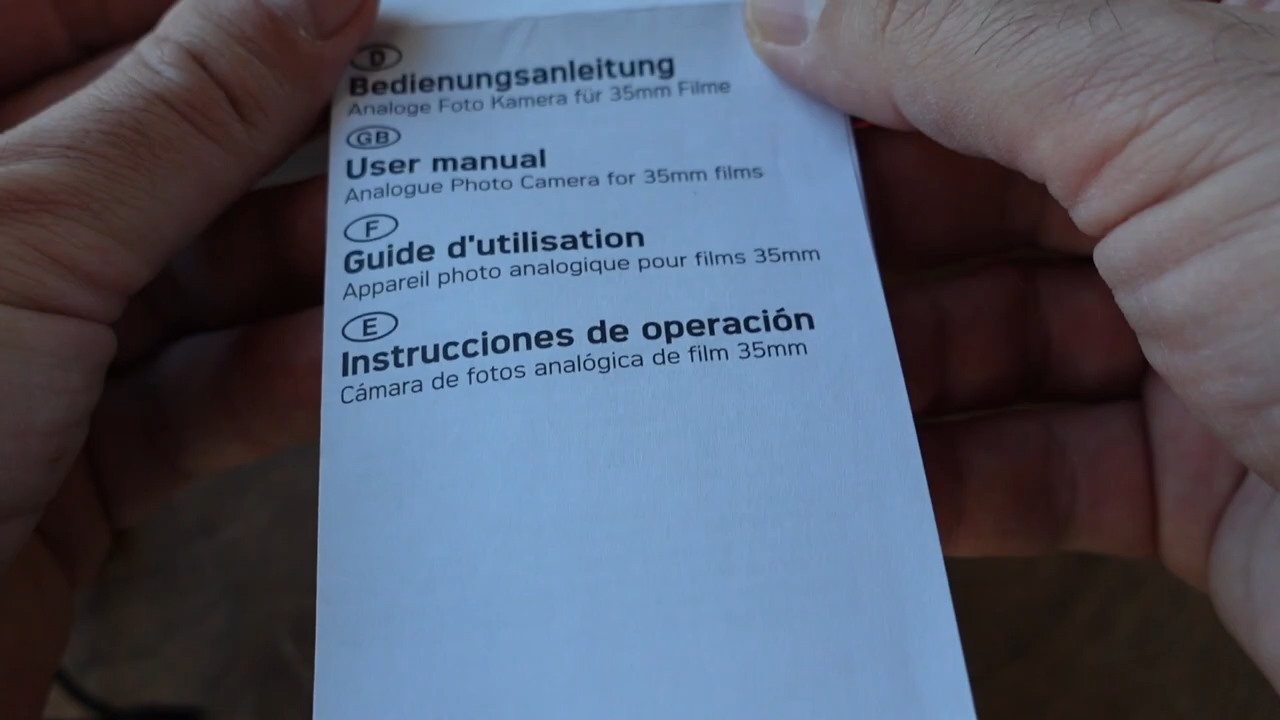 D
Bedienungsanleitung
Analoge Foto Kamera für 35mm Filme
GB
User manual
Analogue Photo Camera for 35mm films
F
Guide d'utilisation
Appareil photo analogique pour films 35mm
E
Instrucciones de operación
Cámara de fotos analógica de film 35mm